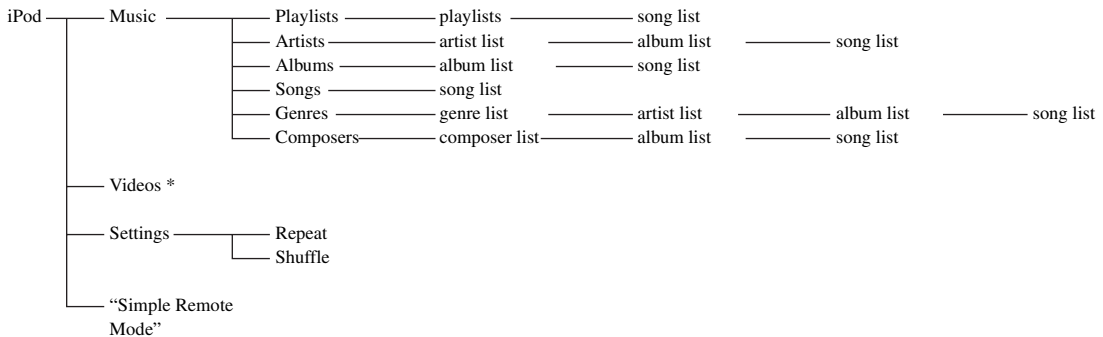 iPod Music Playlists playlists song list
Artists artist list album list song list
Albums album list song list
Songs song list
Genres genre list artist list album list song list
Composers composer list album list song list
Videos *
Settings Repeat
Shuffle
“Simple Remote
Mode”